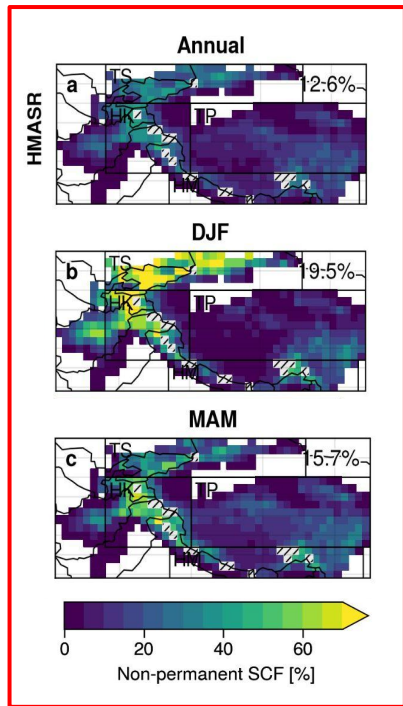 Annual
HMASR
a
TS
12.6%
HK
TP
HM
DJF
b
TS
19.5%
HK
TP
HM
MAM
c
TS
15.7%
HK
TP
HM
0 20 40 60
Non-permanent SCF [%]